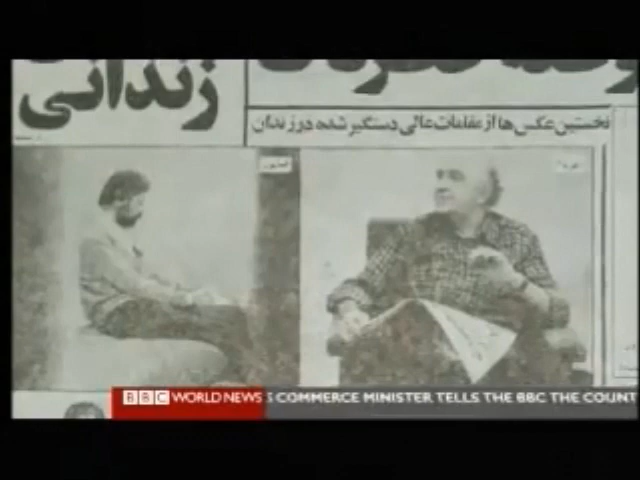 زندانی
نخستین عکس‌ها از مقامات عالی دستگیر شده در زندان
BBC WORLD NEWS S COMMERCE MINISTER TELLS THE BBC THE COUNT